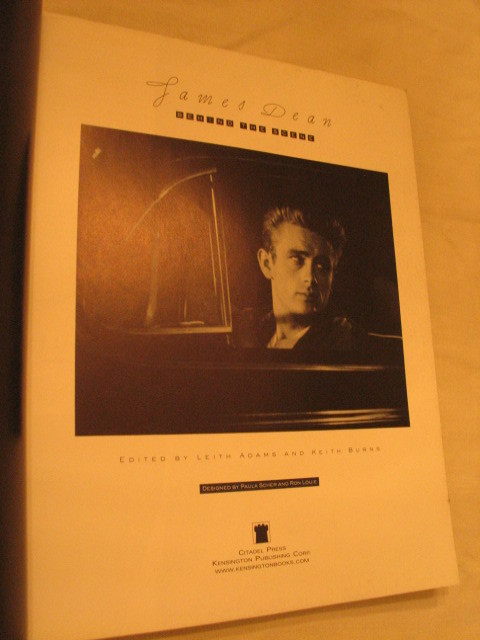 James Dean
BEHIND THE SCENE
EDITED BY LEITH ADAMS AND KEITH BURNS
DESIGNED BY PAULA SCHER AND RON LOUIE
CITADEL PRESS
KENSINGTON PUBLISHING CORP.
WWW.KENSINGTONBOOKS.COM